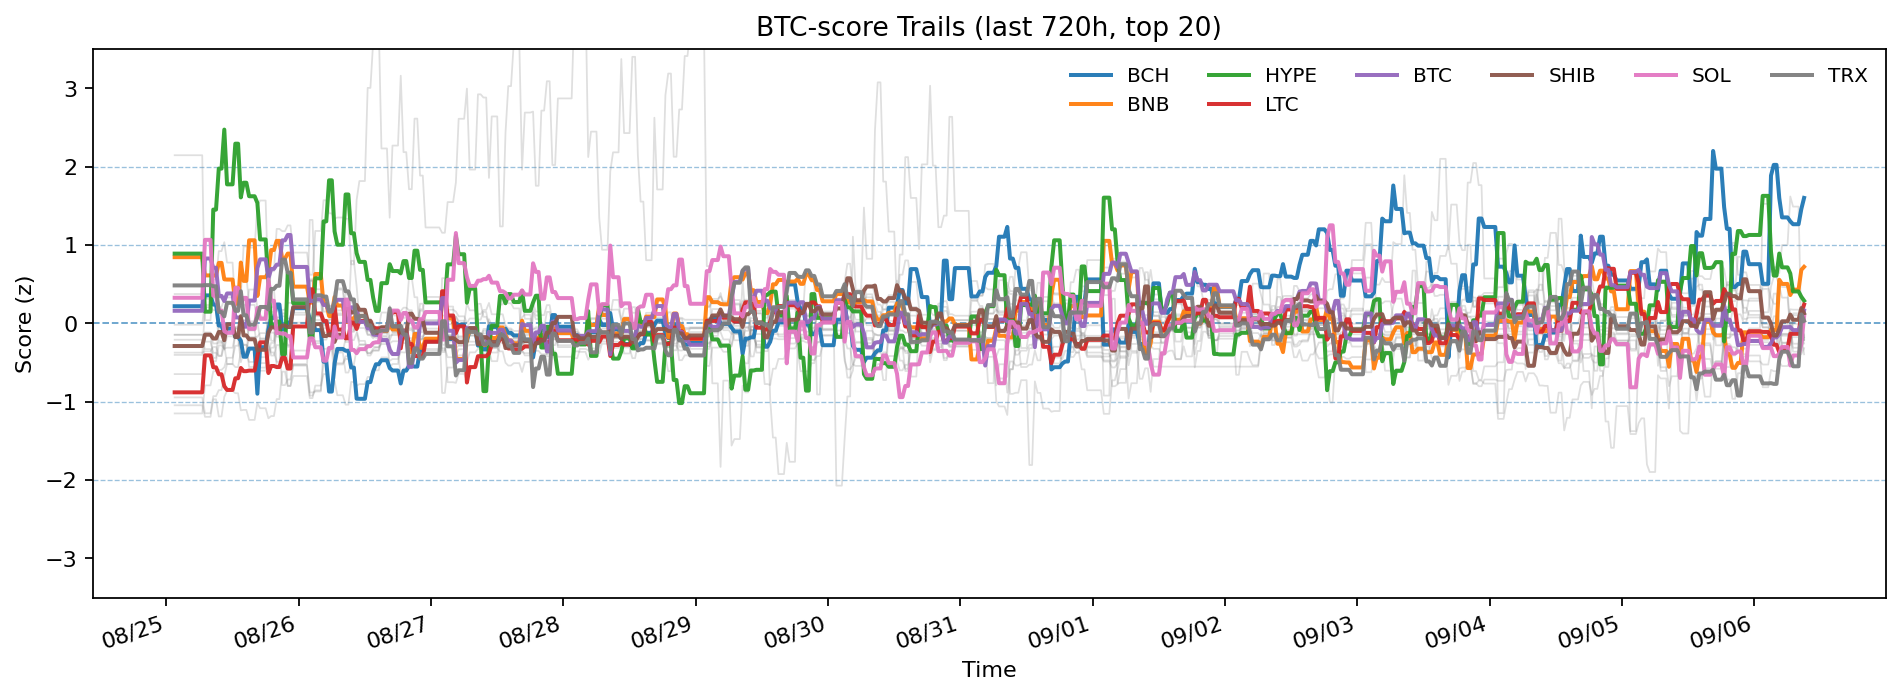 BTC-score Trails (last 720h, top 20)
BCH HYPE BTC SHIB SOL TRX
BNB LTC
3
2
1
0
−1
−2
−3
Score (z)
08/25 08/26 08/27 08/28 08/29 08/30 08/31 09/01 09/02 09/03 09/04 09/05 09/06
Time